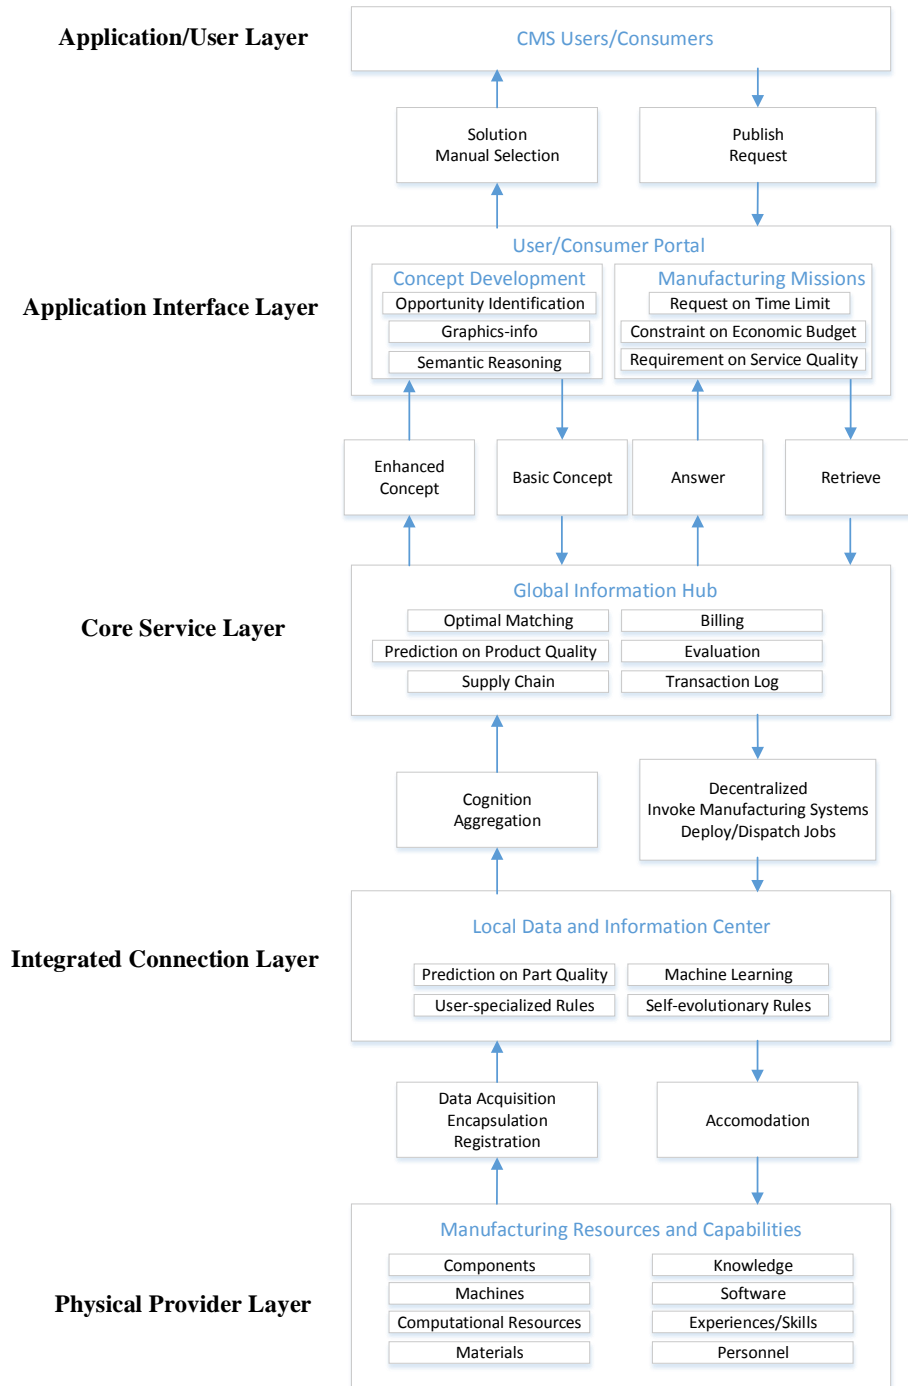 Application/User Layer
CMS Users/Consumers
Solution
Manual Selection
Publish
Request
User/Consumer Portal
Application Interface Layer
Concept Development
Opportunity Identification
Graphics-info
Semantic Reasoning
Manufacturing Missions
Request on Time Limit
Constraint on Economic Budget
Requirement on Service Quality
Enhanced
Concept
Basic Concept
Answer
Retrieve
Core Service Layer
Global Information Hub
Optimal Matching
Billing
Prediction on Product Quality
Evaluation
Supply Chain
Transaction Log
Cognition
Aggregation
Decentralized
Invoke Manufacturing Systems
Deploy/Dispatch Jobs
Integrated Connection Layer
Local Data and Information Center
Prediction on Part Quality
Machine Learning
User-specialized Rules
Self-evolutionary Rules
Data Acquisition
Encapsulation
Registration
Accomodation
Physical Provider Layer
Manufacturing Resources and Capabilities
Components
Knowledge
Machines
Software
Computational Resources
Experiences/Skills
Materials
Personnel